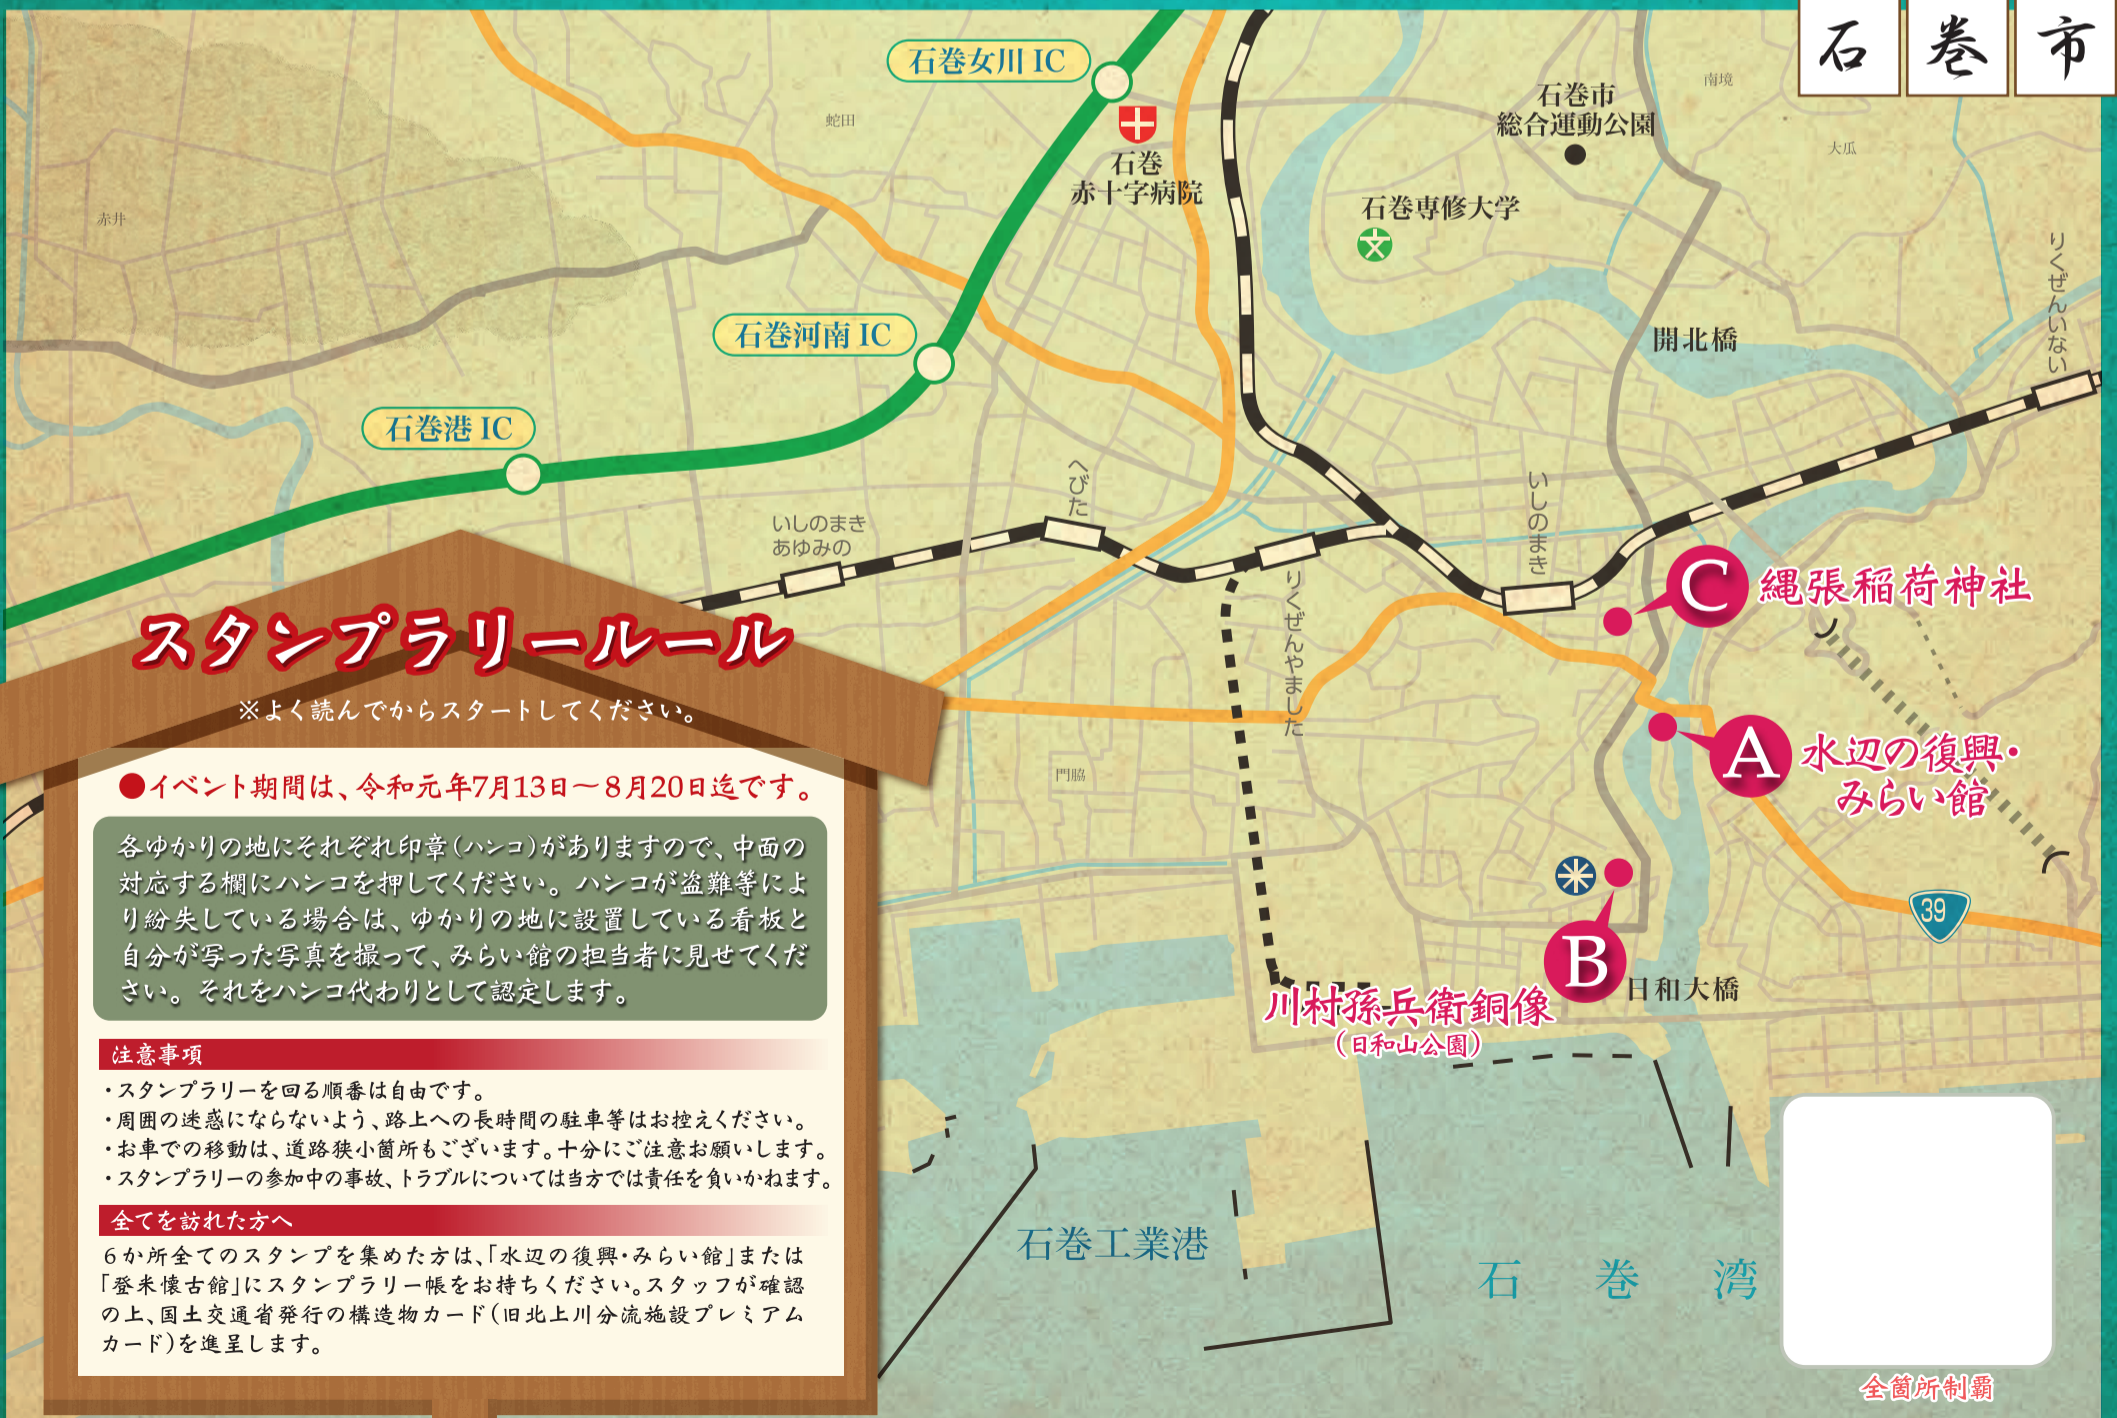 石巻市
石巻女川 IC
石巻
赤十字病院
蛇田
赤井
石巻市
総合運動公園
南境
大瓜
石巻専修大学
りくぜんいない
開北橋
石巻河南 IC
石巻港 IC
へびた
いしのまき
あゆみの
いしのまき
りくぜんやました
C
縄張稲荷神社
A
水辺の復興・
みらい館
門脇
39
B
日和大橋
川村孫兵衛銅像
（日和山公園）
石巻工業港
石巻湾
全箇所制覇
スタンプラリールール
※よく読んでからスタートしてください。
●イベント期間は、令和元年7月13日～8月20日迄です。
各ゆかりの地にそれぞれ印章（ハンコ）がありますので、中面の
対応する欄にハンコを押してください。ハンコが盗難等によ
り紛失している場合は、ゆかりの地に設置している看板と
自分が写った写真を撮って、みらい館の担当者に見せてくだ
さい。それをハンコ代わりとして認定します。
注意事項
・スタンプラリーを回る順番は自由です。
・周囲の迷惑にならないよう、路上への長時間の駐車等はお控えください。
・お車での移動は、道路狭小箇所もございます。十分にご注意お願いします。
・スタンプラリーの参加中の事故、トラブルについては当方では責任を負いかねます。
全てを訪れた方へ
６か所全てのスタンプを集めた方は、「水辺の復興・みらい館」または
「登米懐古館」にスタンプラリー帳をお持ちください。スタッフが確認
の上、国土交通省発行の構造物カード（旧北上川分流施設プレミアム
カード）を進呈します。